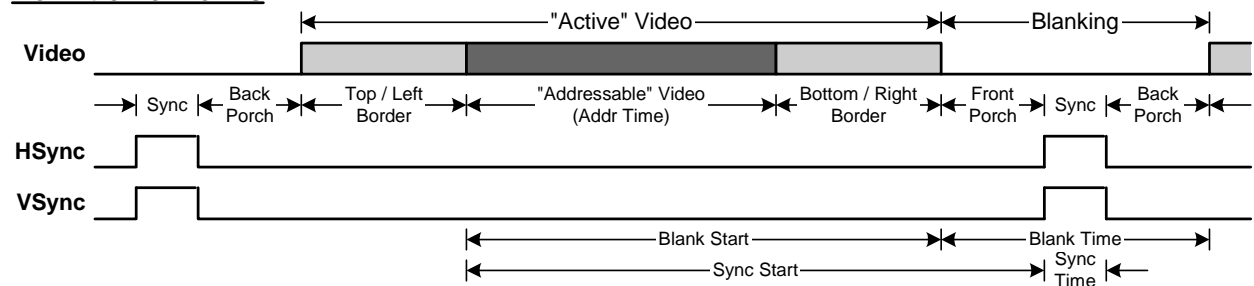 "Active" Video
Blanking
Video
Sync
Back
Porch
Top / Left
Border
"Addressable" Video
(Addr Time)
Bottom / Right
Border
Front
Porch
Sync
Back
Porch
HSync
VSync
Blank Start
Blank Time
Sync Start
Sync
Time